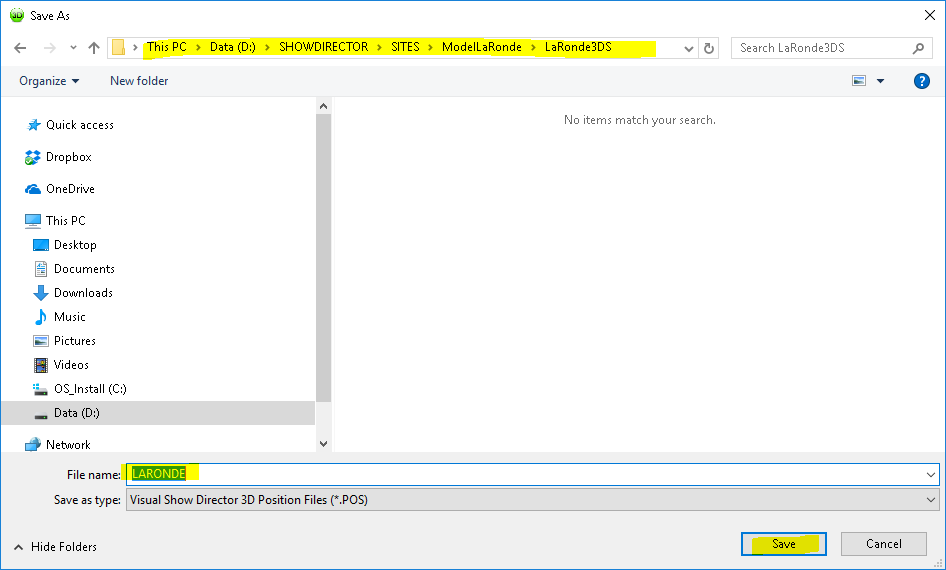 3D Save As
This PC > Data (D:) > SHOWDIRECTOR > SITES > ModelLaRonde > LaRonde3DS
Search LaRonde3DS
Organize New folder
?
No items match your search.
Quick access
Dropbox
OneDrive
This PC
Desktop
Documents
Downloads
Music
Pictures
Videos
OS_Install (C:)
Data (D:)
Network
File name: LARONDE
Save as type: Visual Show Director 3D Position Files (*.POS)
Hide Folders Save Cancel